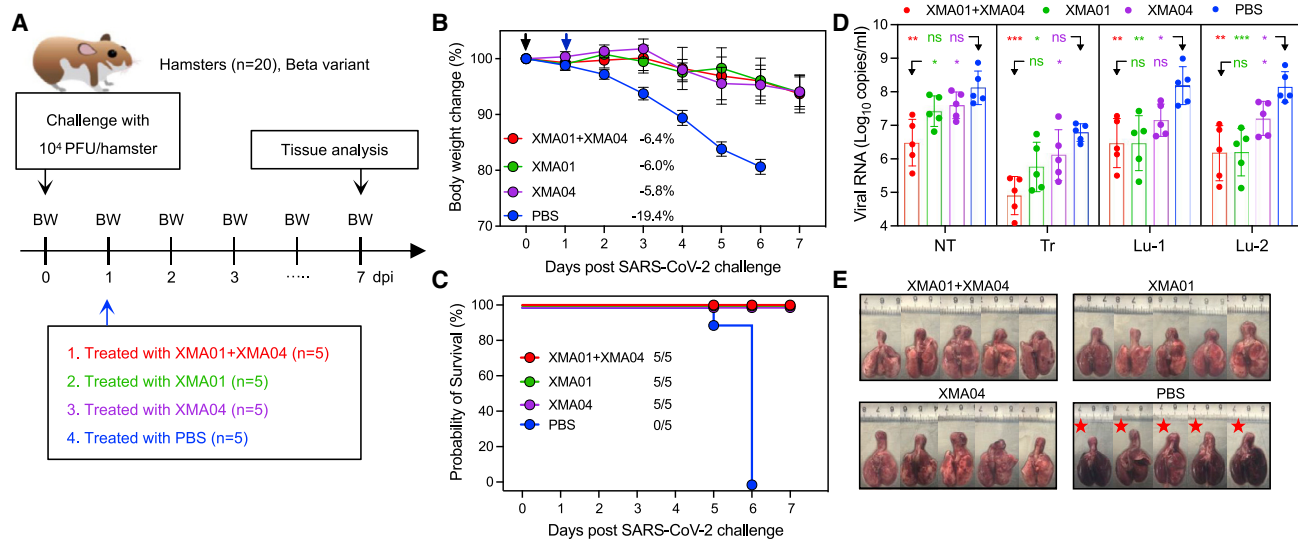 A
Hamsters (n=20), Beta variant
Challenge with
10⁴ PFU/hamster
Tissue analysis
BW BW BW BW BW BW
0 1 2 3 ····· 7 dpi
1. Treated with XMA01+XMA04 (n=5)
2. Treated with XMA01 (n=5)
3. Treated with XMA04 (n=5)
4. Treated with PBS (n=5)
B
Body weight change (%)
110
100
90
80
70
XMA01+XMA04 -6.4%
XMA01 -6.0%
XMA04 -5.8%
PBS -19.4%
0 1 2 3 4 5 6 7
Days post SARS-CoV-2 challenge
C
Probability of Survival (%)
100
80
60
40
20
0
XMA01+XMA04 5/5
XMA01 5/5
XMA04 5/5
PBS 0/5
0 1 2 3 4 5 6 7
Days post SARS-CoV-2 challenge
D
XMA01+XMA04 XMA01 XMA04 PBS
Viral RNA (Log₁₀ copies/ml)
10
9
8
7
6
5
4
** ns ns *** * ns ** ** * ** *** *
* * ns * ns ns ns *
NT Tr Lu-1 Lu-2
E
XMA01+XMA04 XMA01
XMA04 PBS